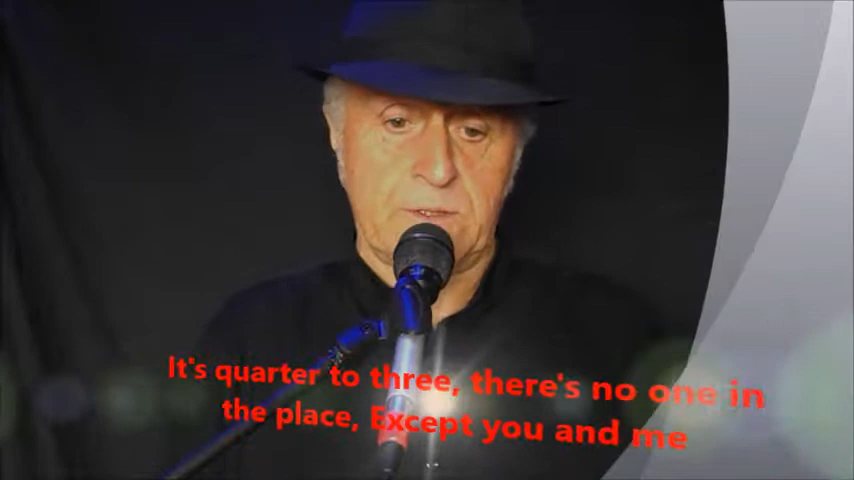 It's quarter to three, there's no one in
the place, Except you and me